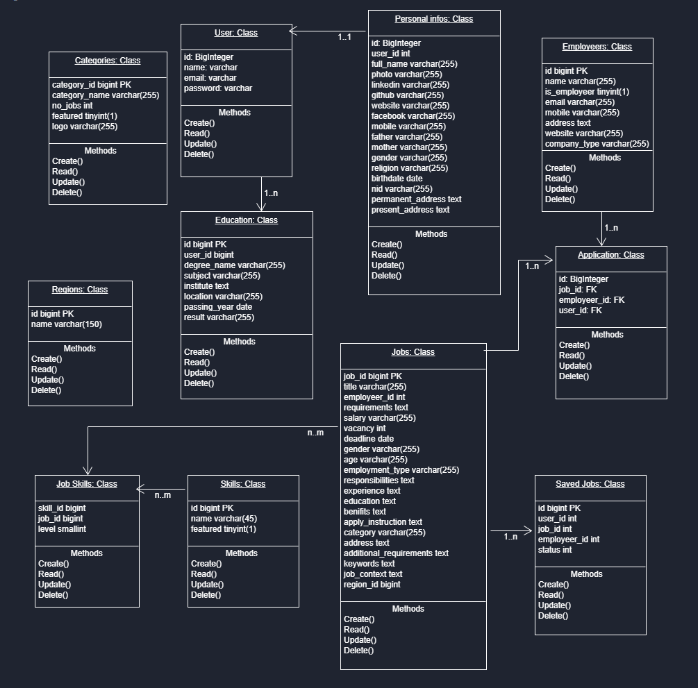 Categories: Class
category_id bigint PK
category_name varchar(255)
no_jobs int
featured tinyint(1)
logo varchar(255)
Methods
Create()
Read()
Update()
Delete()
User: Class
id: BigInteger
name: varchar
email: varchar
password: varchar
Methods
Create()
Read()
Update()
Delete()
1..1
Personal infos: Class
id: BigInteger
user_id int
full_name varchar(255)
photo varchar(255)
linkedin varchar(255)
github varchar(255)
website varchar(255)
facebook varchar(255)
mobile varchar(255)
father varchar(255)
mother varchar(255)
gender varchar(255)
religion varchar(255)
birthdate date
nid varchar(255)
permanent_address text
present_address text
Methods
Create()
Read()
Update()
Delete()
Employeers: Class
id bigint PK
name varchar(255)
is_employeer tinyint(1)
email varchar(255)
mobile varchar(255)
address text
website varchar(255)
company_type varchar(255)
Methods
Create()
Read()
Update()
Delete()
1..n
1..n
Education: Class
id bigint PK
user_id bigint
degree_name varchar(255)
subject varchar(255)
institute text
location varchar(255)
passing_year date
result varchar(255)
Methods
Create()
Read()
Update()
Delete()
1..n
Application: Class
id: BigInteger
job_id: FK
employeer_id: FK
user_id: FK
Methods
Create()
Read()
Update()
Delete()
Regions: Class
id bigint PK
name varchar(150)
Methods
Create()
Read()
Update()
Delete()
Jobs: Class
job_id bigint PK
title varchar(255)
employeer_id int
requirements text
salary varchar(255)
vacancy int
deadline date
gender varchar(255)
age varchar(255)
employment_type varchar(255)
responsibilities text
experience text
education text
benifits text
apply_instruction text
category varchar(255)
address text
additional_requirements text
keywords text
job_context text
region_id bigint
Methods
Create()
Read()
Update()
Delete()
n..m
Job Skills: Class
skill_id bigint
job_id bigint
level smallint
Methods
Create()
Read()
Update()
Delete()
n..m
Skills: Class
id bigint PK
name varchar(45)
featured tinyint(1)
Methods
Create()
Read()
Update()
Delete()
1..n
Saved Jobs: Class
id bigint PK
user_id int
job_id int
employeer_id int
status int
Methods
Create()
Read()
Update()
Delete()